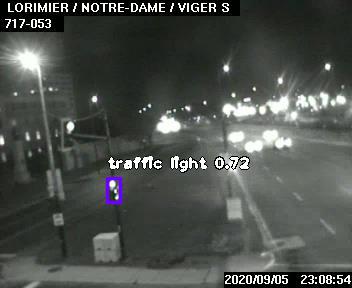 LORIMIER / NOTRE-DAME / VIGER S
717-053
traffic light 0.72
2020/09/05 23:08:54